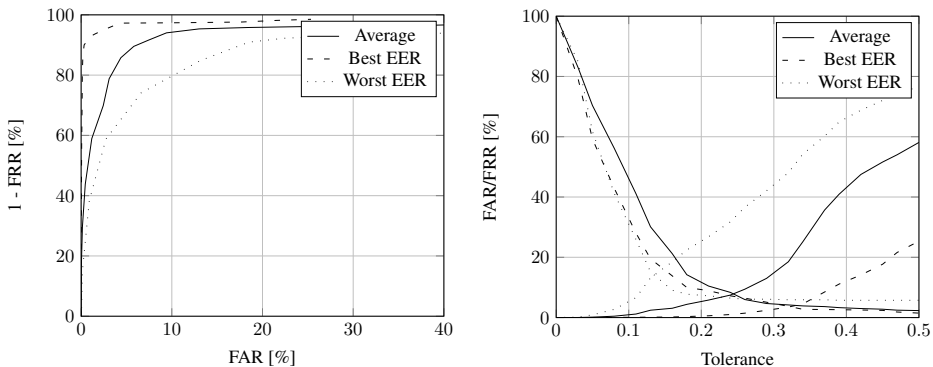 100
80
60
40
20
0
0
10
20
30
40
1 - FRR [%]
FAR [%]
Average
Best EER
Worst EER
100
80
60
40
20
0
0
0.1
0.2
0.3
0.4
0.5
FAR/FRR [%]
Tolerance
Average
Best EER
Worst EER